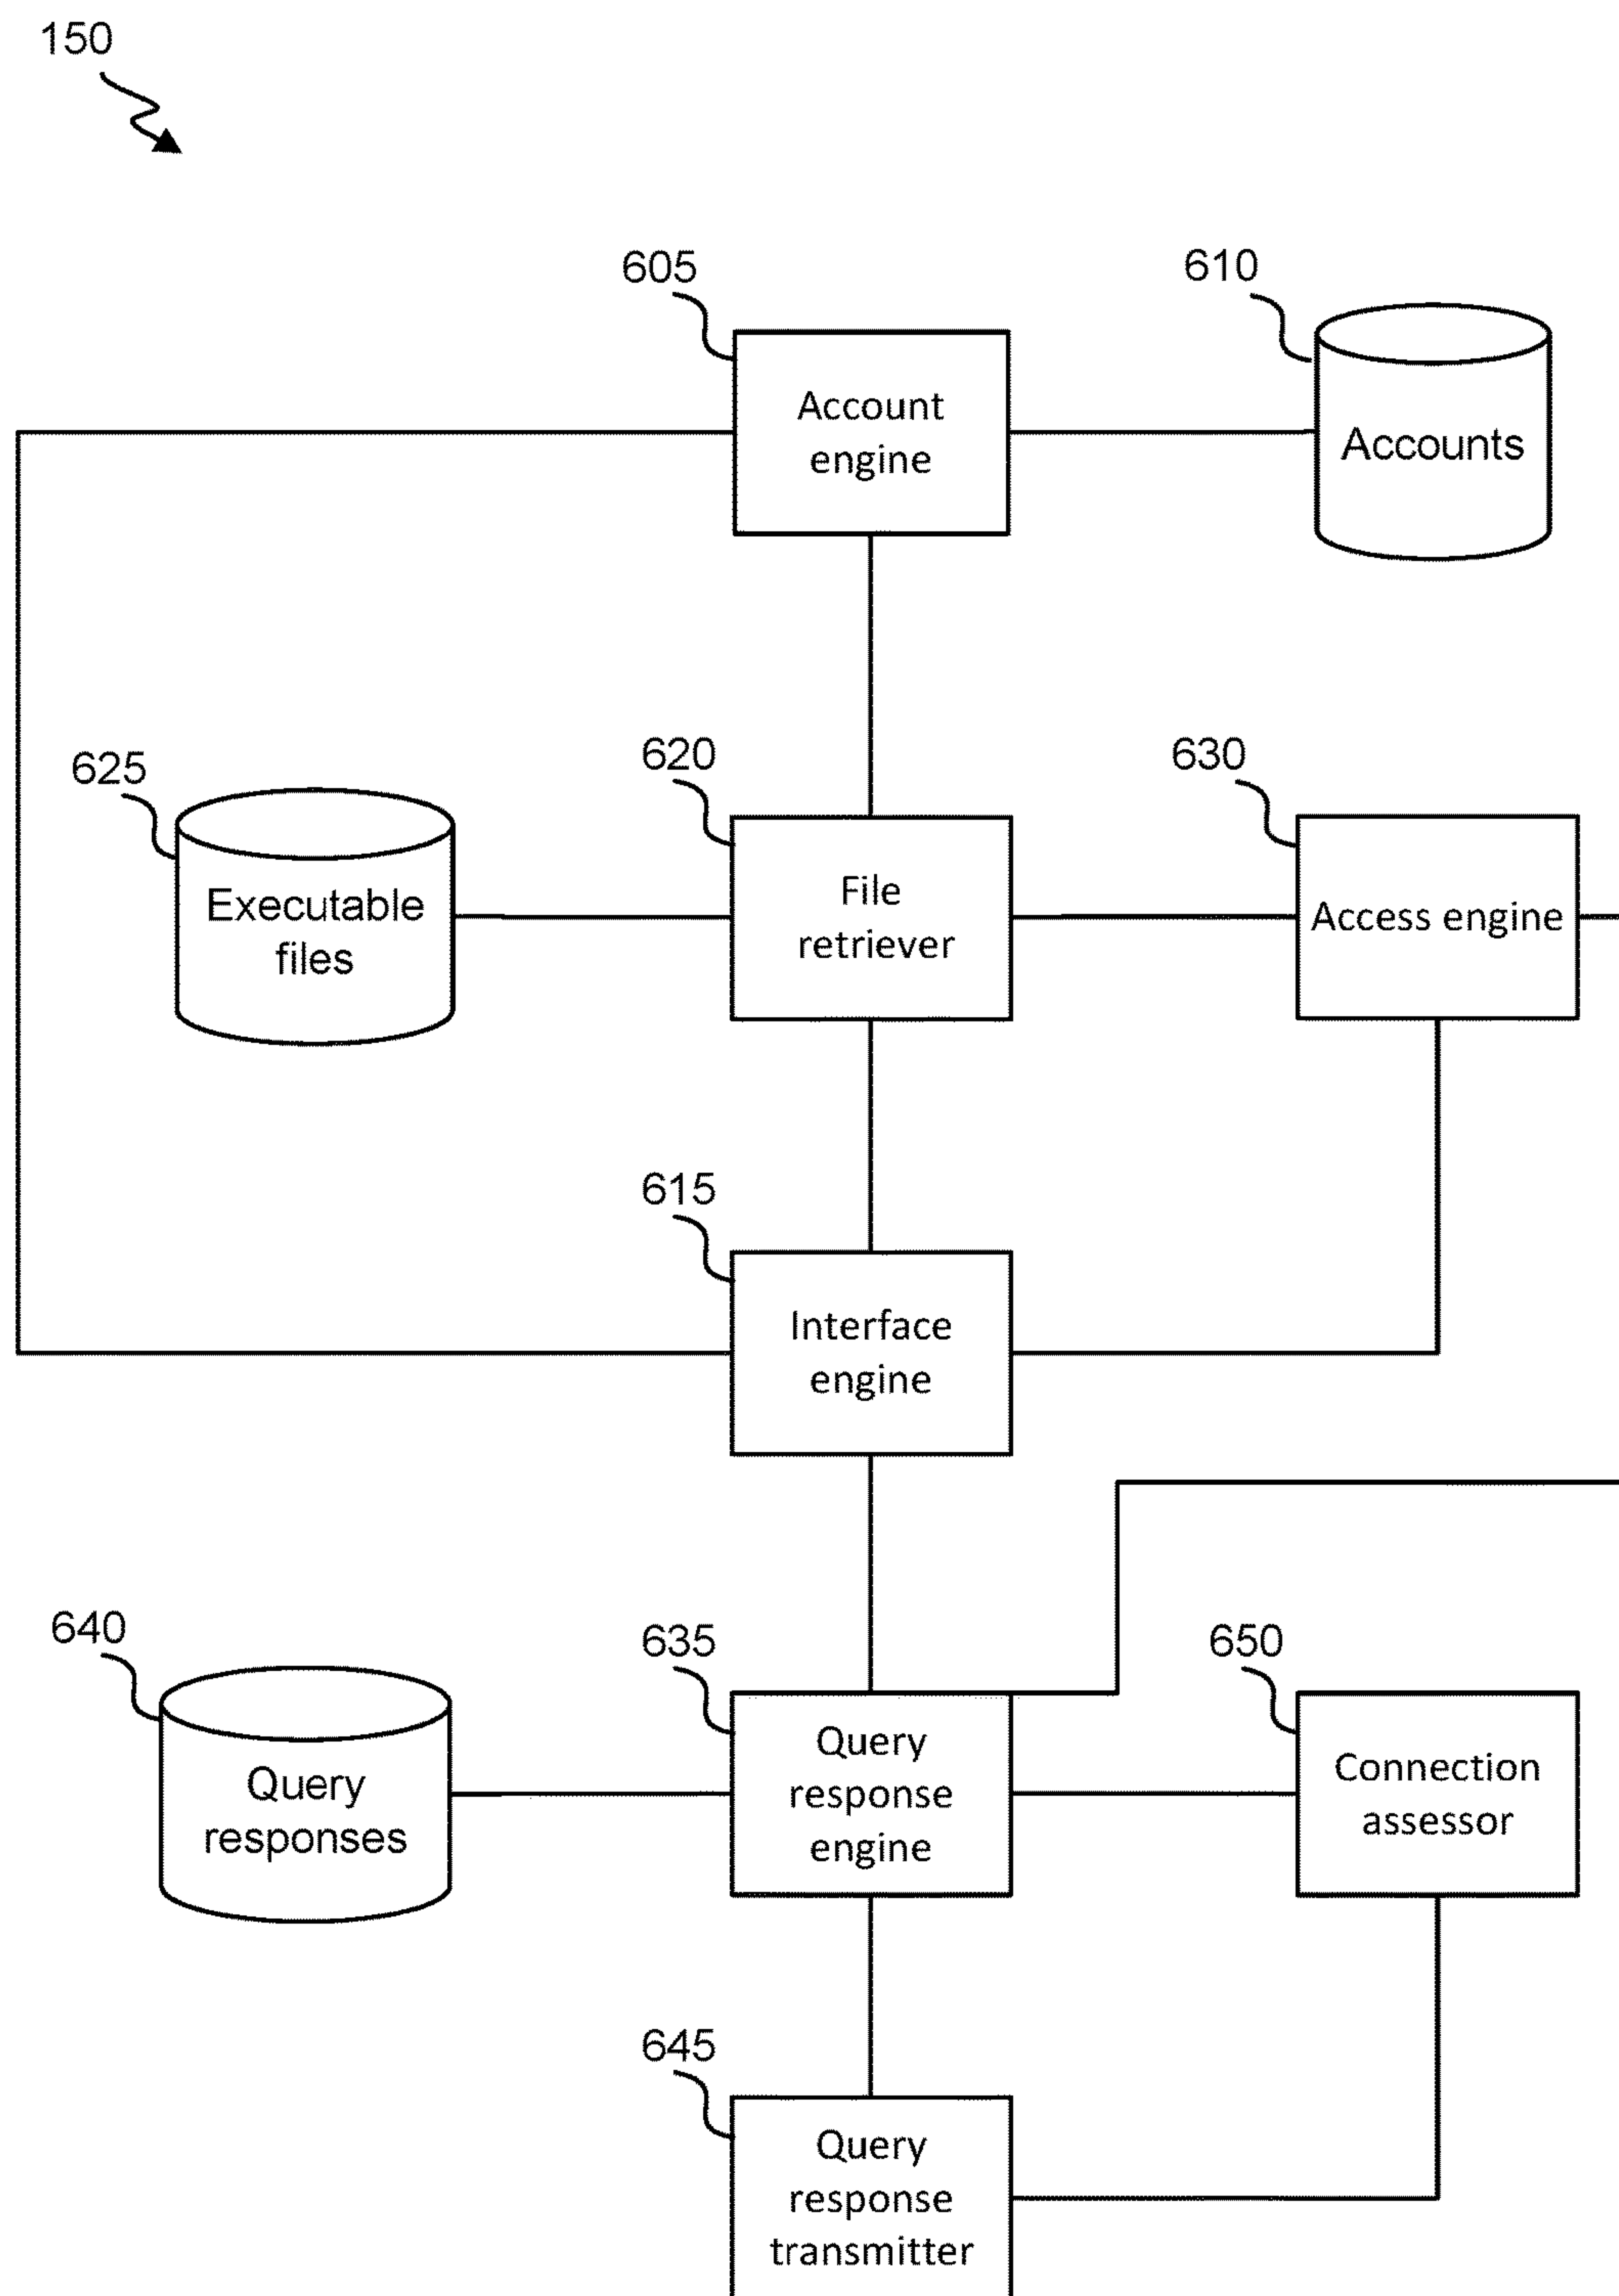 150
605
610
Account
engine
Accounts
625
620
630
Executable
files
File
retriever
Access engine
615
Interface
engine
640
635
650
Query
responses
Query
response
engine
Connection
assessor
645
Query
response
transmitter